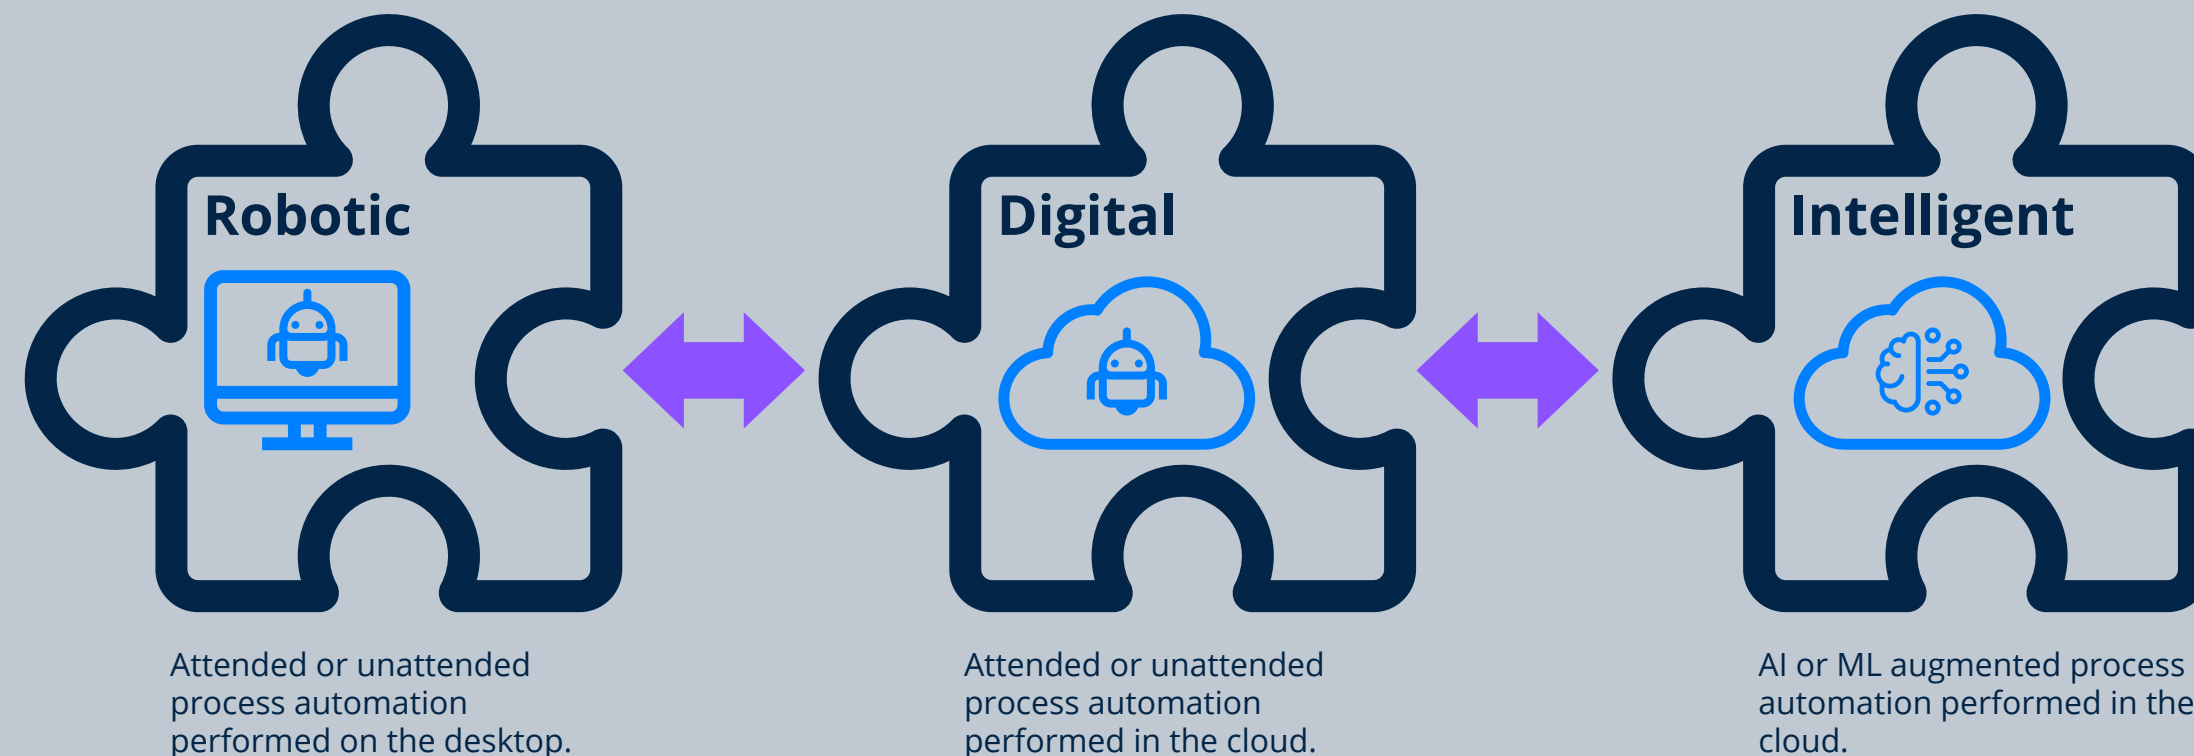 Robotic
Digital
Intelligent
Attended or unattended
process automation
performed on the desktop.
Attended or unattended
process automation
performed in the cloud.
AI or ML augmented process
automation performed in the
cloud.